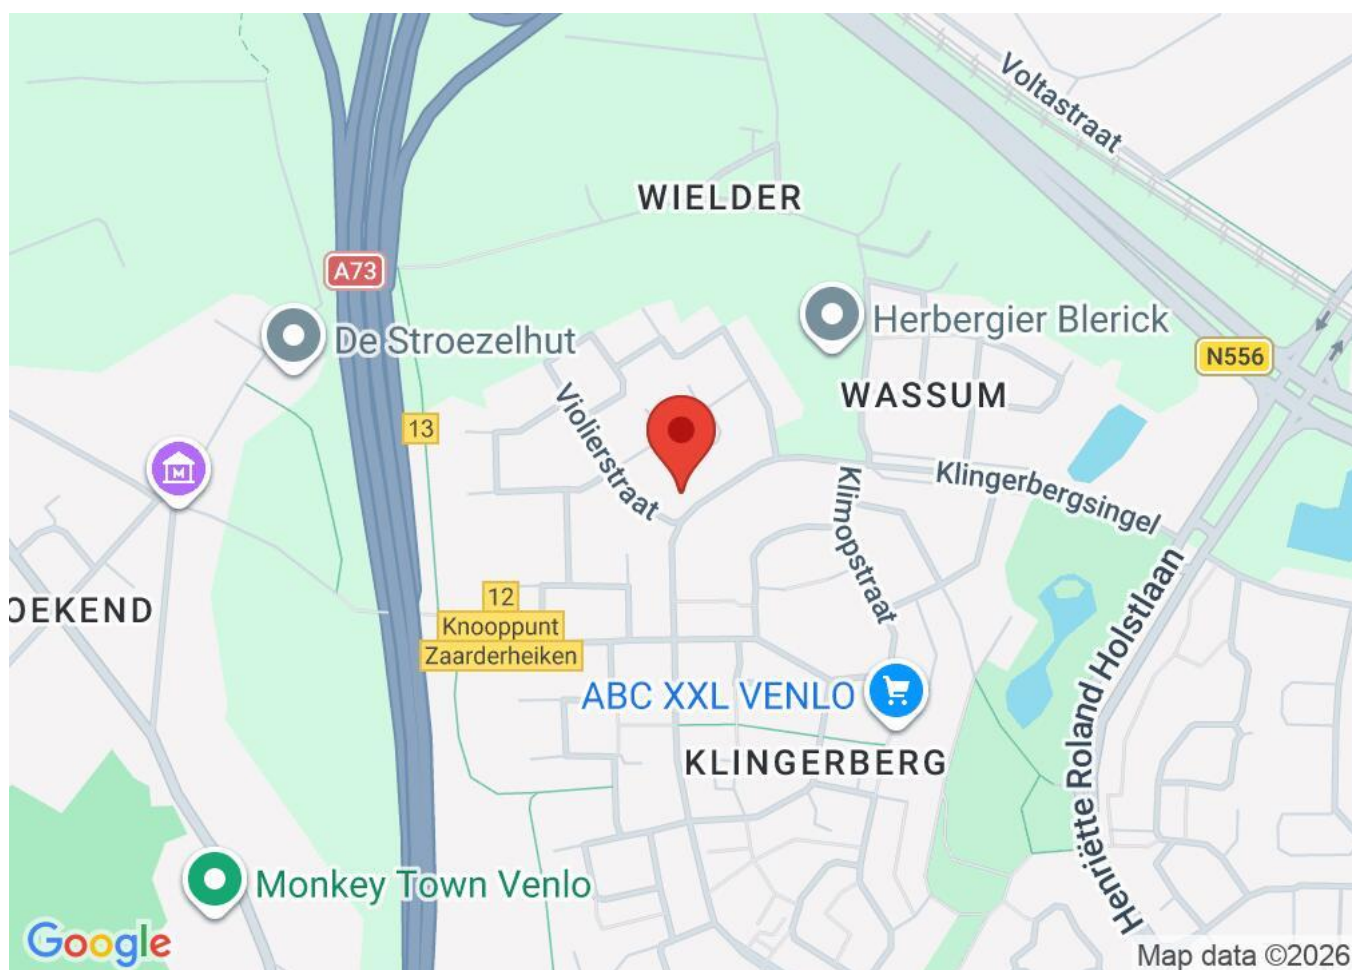 Voltastraat
WIELDER
A73
De Stroezelhut
Herbergier Blerick
N556
WASSUM
Violierstraat
13
Klingerbergsingel
Klimopstraat
OEKEND
12
Knooppunt
Zaarderheiken
Henriëtte Roland Holstlaan
ABC XXL VENLO
KLINGERBERG
Monkey Town Venlo
Google
Map data ©2026